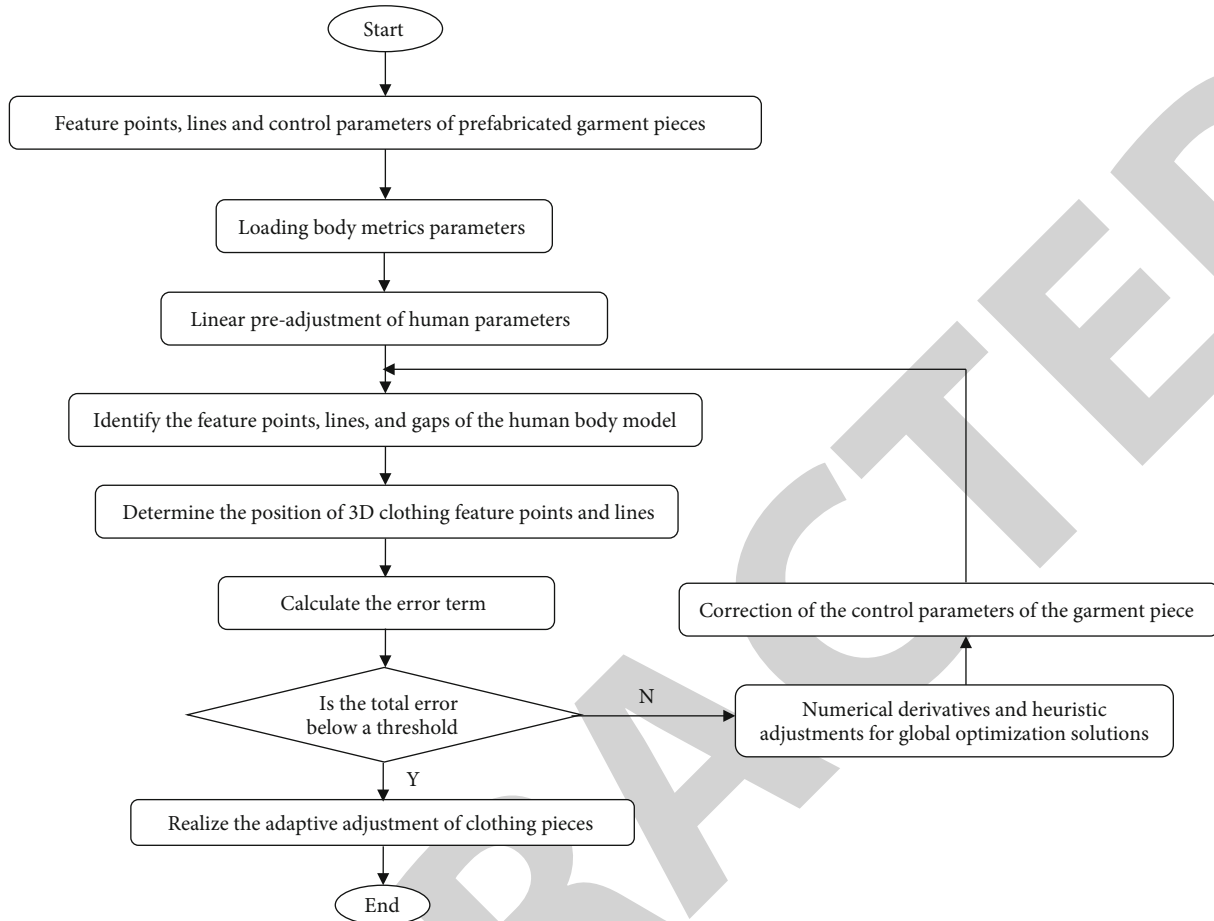 Start
Feature points, lines and control parameters of prefabricated garment pieces
Loading body metrics parameters
Linear pre-adjustment of human parameters
Identify the feature points, lines, and gaps of the human body model
Determine the position of 3D clothing feature points and lines
Calculate the error term
Correction of the control parameters of the garment piece
Is the total error
below a threshold
N
Numerical derivatives and heuristic
adjustments for global optimization solutions
Y
Realize the adaptive adjustment of clothing pieces
End
RACTED